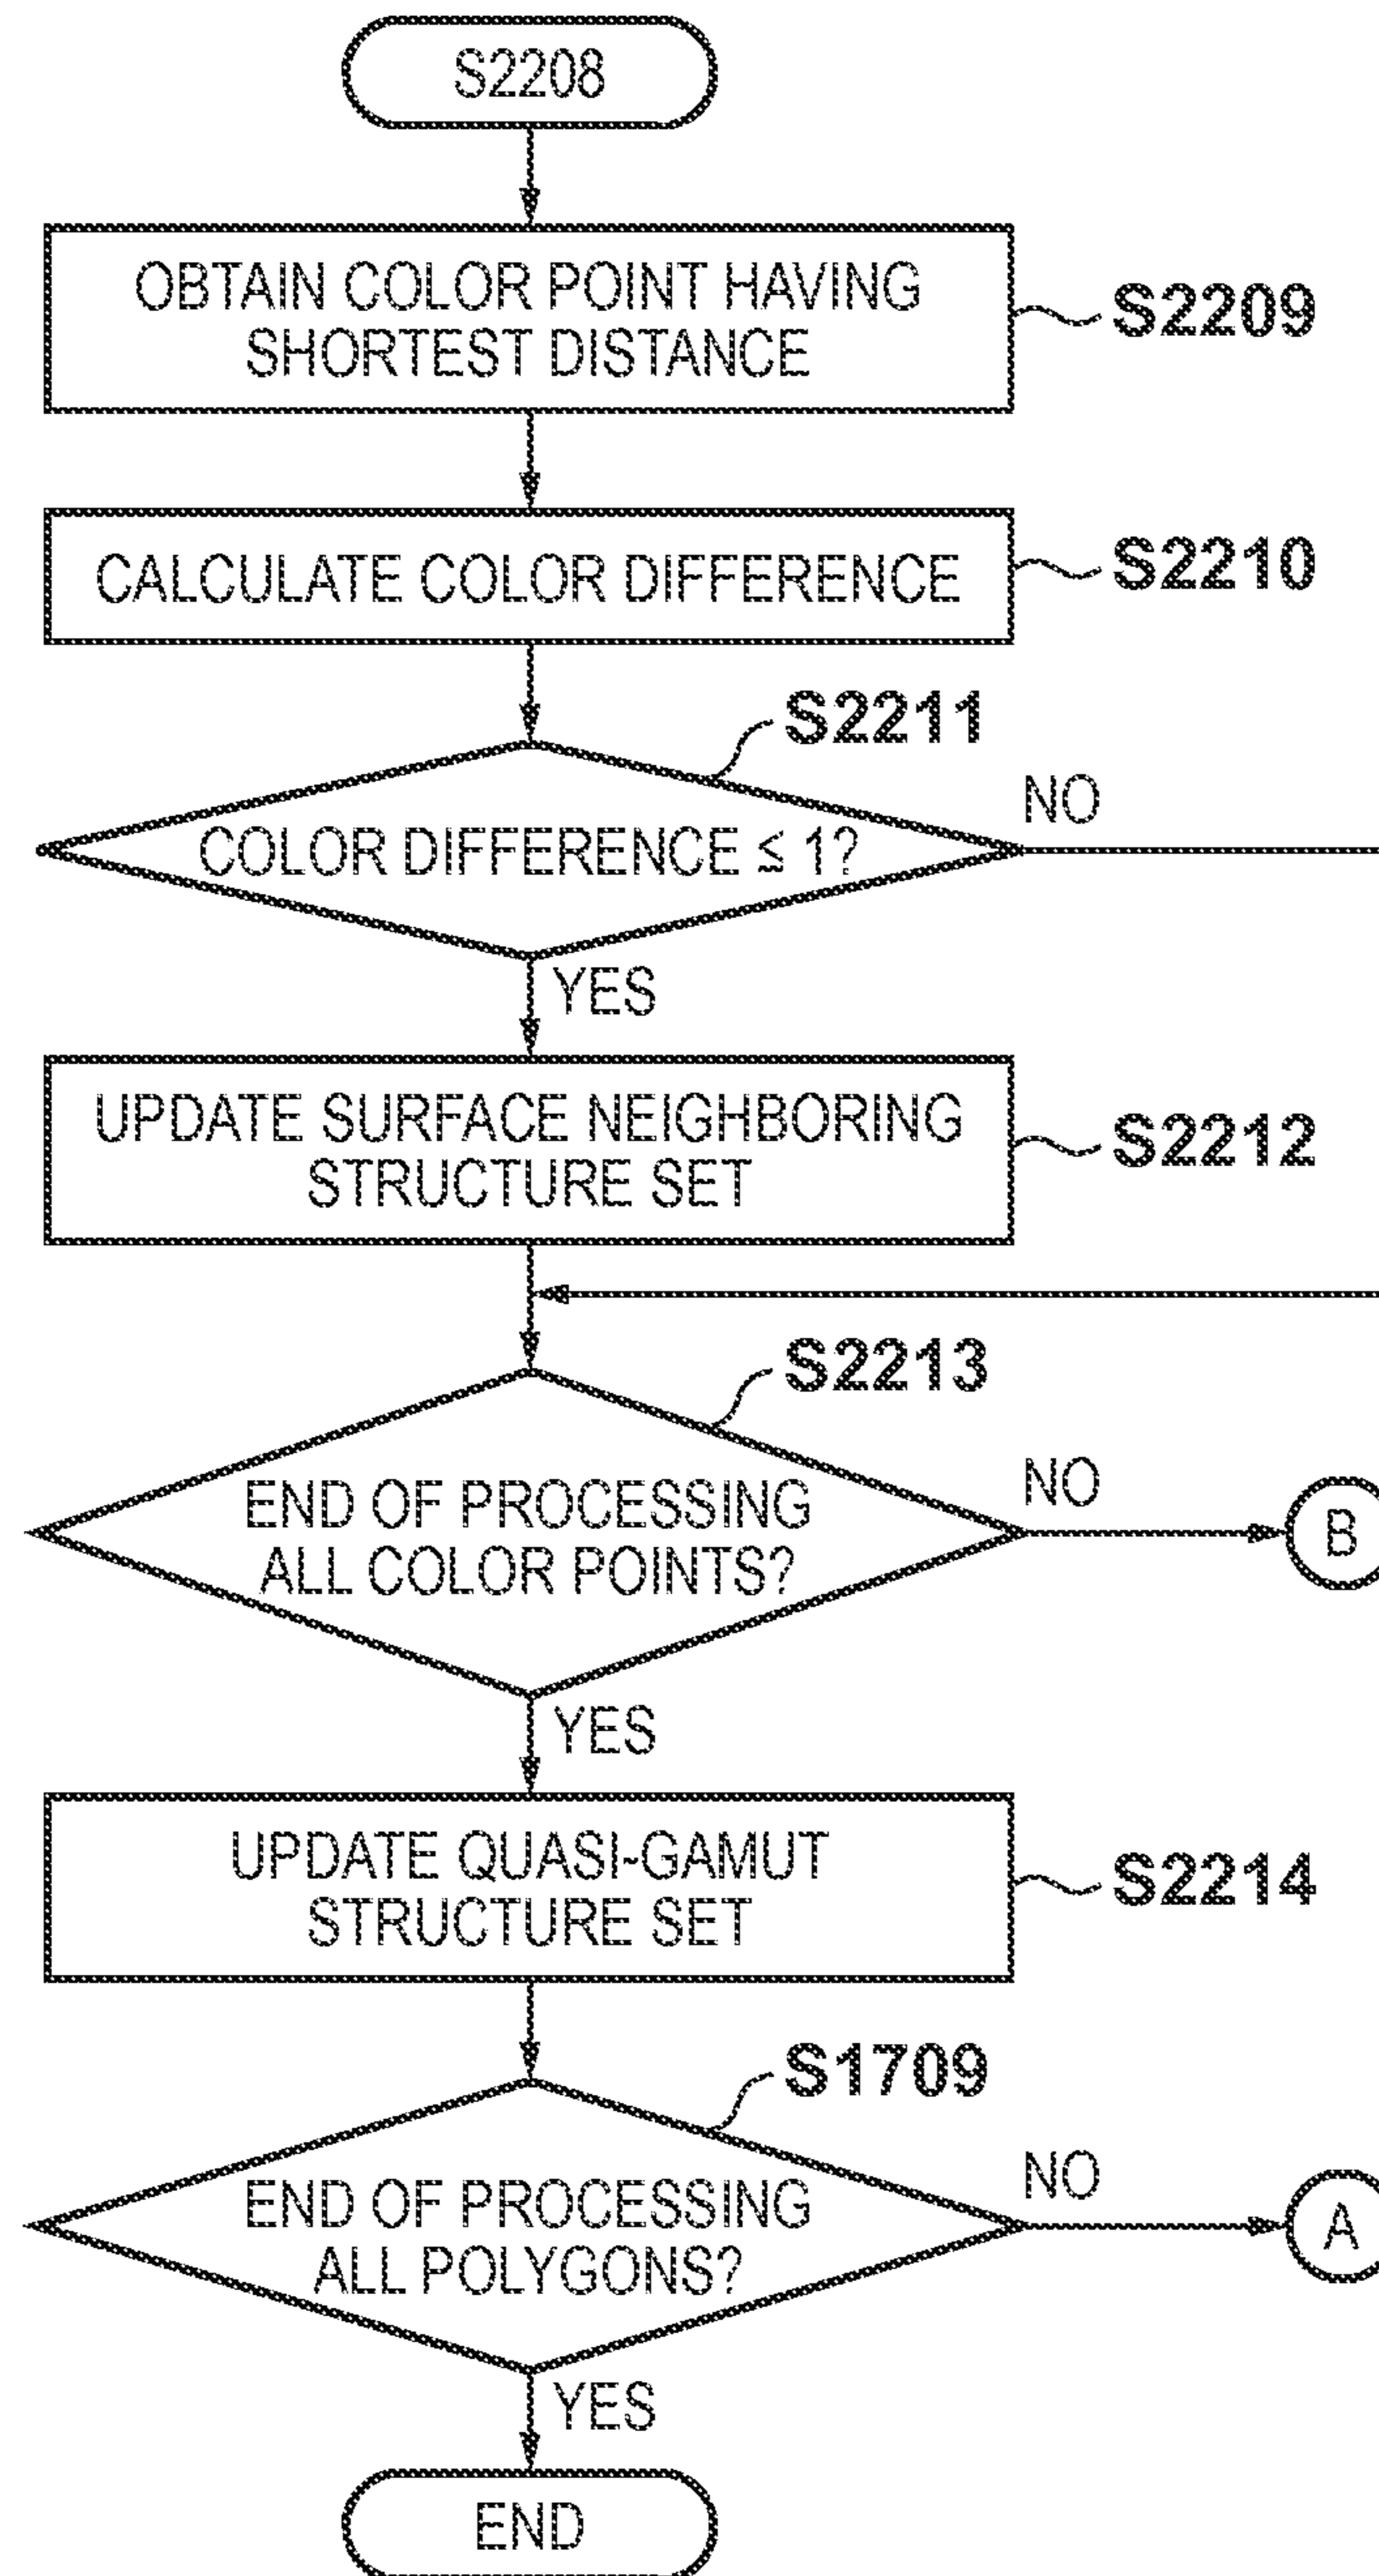 S2208
OBTAIN COLOR POINT HAVING
SHORTEST DISTANCE
S2209
CALCULATE COLOR DIFFERENCE
S2210
S2211
COLOR DIFFERENCE ≦ 1?
NO
YES
UPDATE SURFACE NEIGHBORING
STRUCTURE SET
S2212
S2213
END OF PROCESSING
ALL COLOR POINTS?
NO
B
YES
UPDATE QUASI-GAMUT
STRUCTURE SET
S2214
S1709
END OF PROCESSING
ALL POLYGONS?
NO
A
YES
END